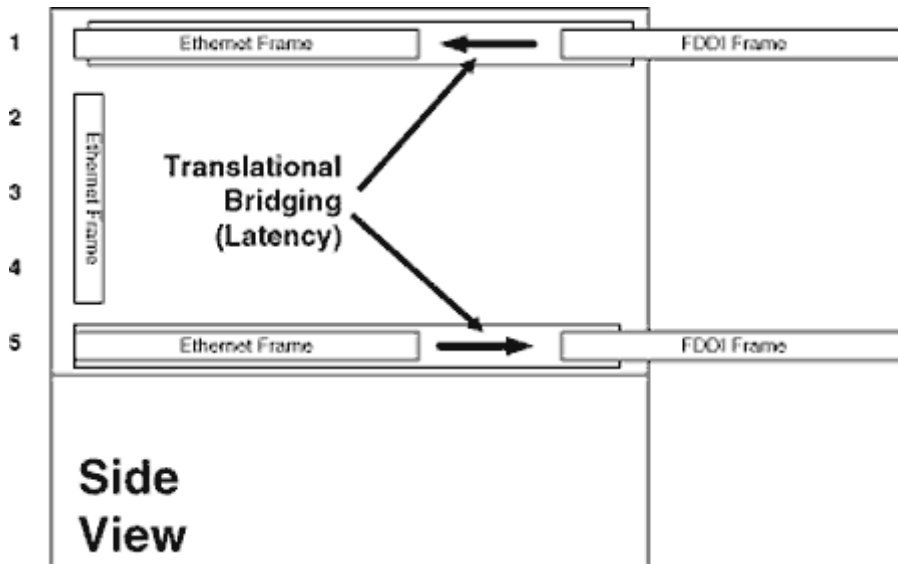 1
Ethernet Frame
FDDI Frame
2
Ethernet Frame
3
Translational
Bridging
(Latency)
4
5
Ethernet Frame
FDDI Frame
Side
View